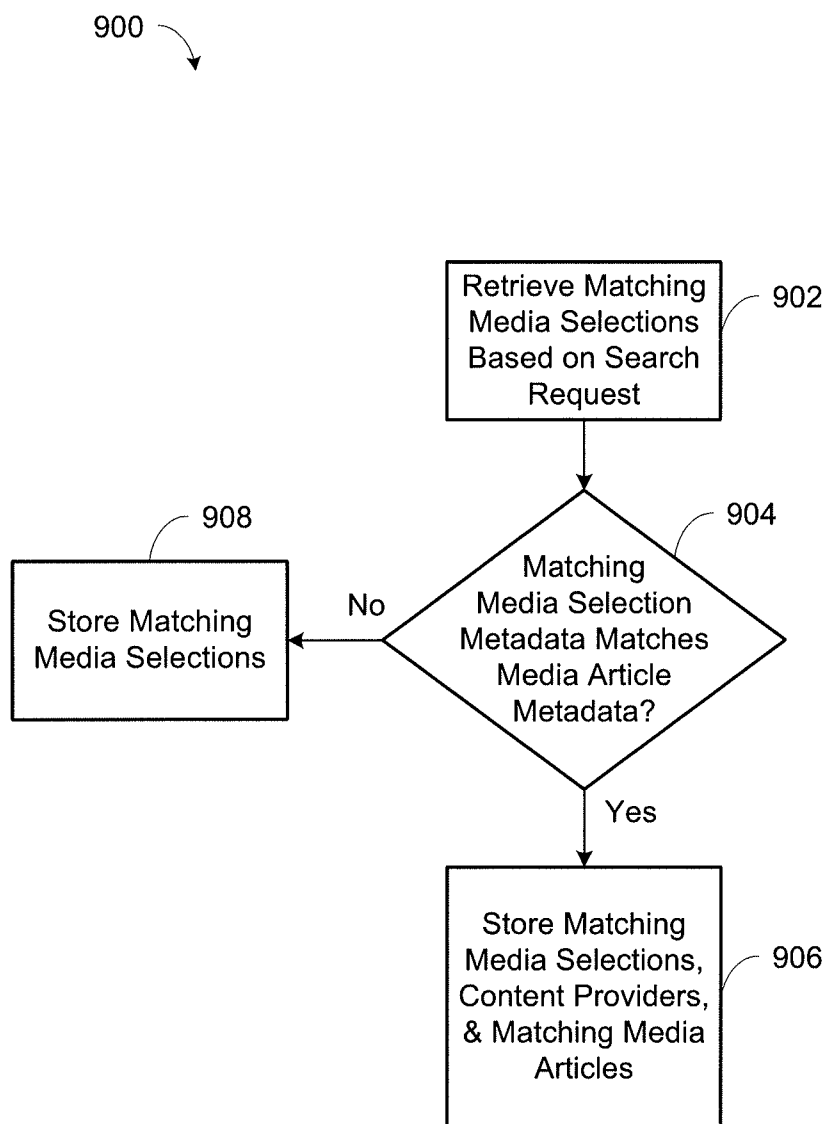 900
Retrieve Matching
Media Selections
Based on Search
Request
902
904
Matching
Media Selection
Metadata Matches
Media Article
Metadata?
No
908
Store Matching
Media Selections
Yes
Store Matching
Media Selections,
Content Providers,
& Matching Media
Articles
906